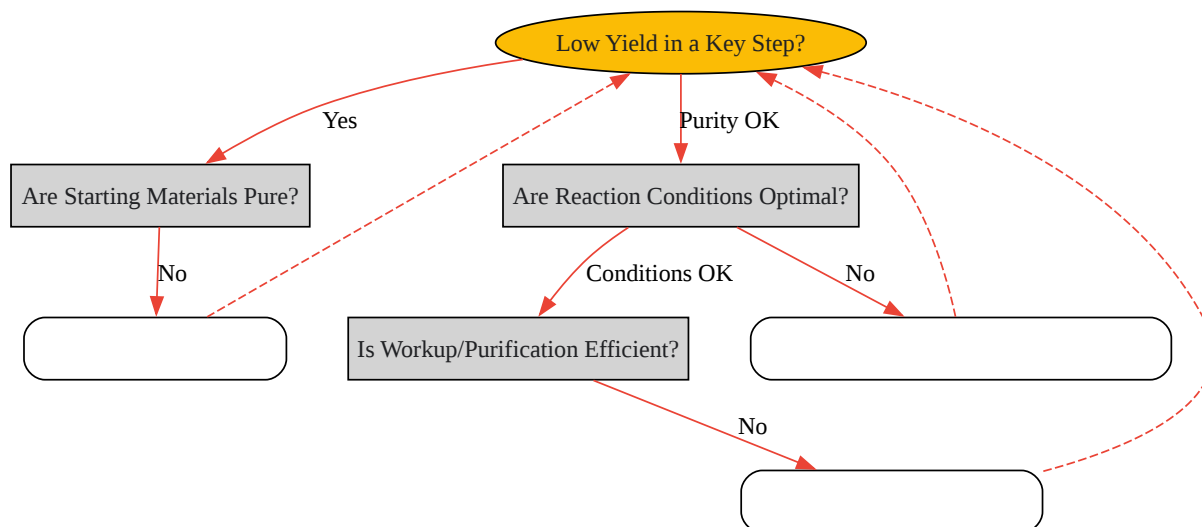 Low Yield in a Key Step?
Yes
Purity OK
Are Starting Materials Pure?
Are Reaction Conditions Optimal?
No
Conditions OK
No
Is Workup/Purification Efficient?
No